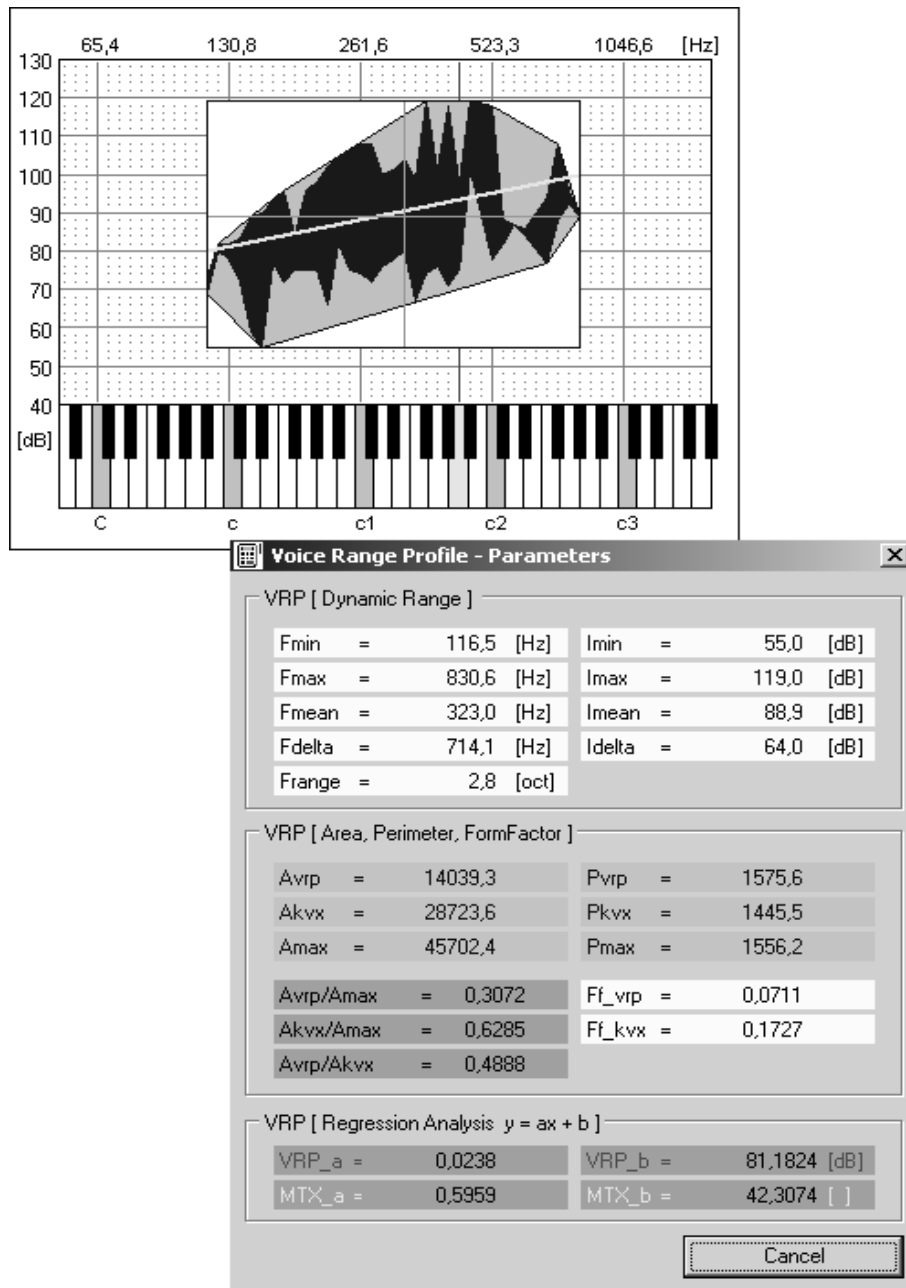 65,4 130,8 261,6 523,3 1046,6 [Hz]
130
120
110
100
90
80
70
60
50
40
[dB]
C c c1 c2 c3
Voice Range Profile - Parameters
VRP [ Dynamic Range ]
Fmin = 116,5 [Hz] Imin = 55,0 [dB]
Fmax = 830,6 [Hz] Imax = 119,0 [dB]
Fmean = 323,0 [Hz] Imean = 88,9 [dB]
Fdelta = 714,1 [Hz] Idelta = 64,0 [dB]
Frange = 2,8 [oct]
VRP [ Area, Perimeter, FormFactor ]
Avrp = 14039,3 Pvrp = 1575,6
Akvx = 28723,6 Pkvx = 1445,5
Amax = 45702,4 Pmax = 1556,2
Avrp/Amax = 0,3072 Ff_vrp = 0,0711
Akvx/Amax = 0,6285 Ff_kvx = 0,1727
Avrp/Akvx = 0,4888
VRP [ Regression Analysis y = ax + b ]
VRP_a = 0,0238 VRP_b = 81,1824 [dB]
MTX_a = 0,5959 MTX_b = 42,3074 [ ]
Cancel